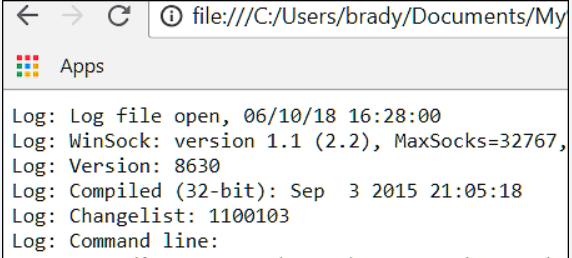 file:///C:/Users/brady/Documents/My
Apps
Log: Log file open, 06/10/18 16:28:00
Log: WinSock: version 1.1 (2.2), MaxSocks=32767,
Log: Version: 8630
Log: Compiled (32-bit): Sep  3 2015 21:05:18
Log: Changelist: 1100103
Log: Command line: